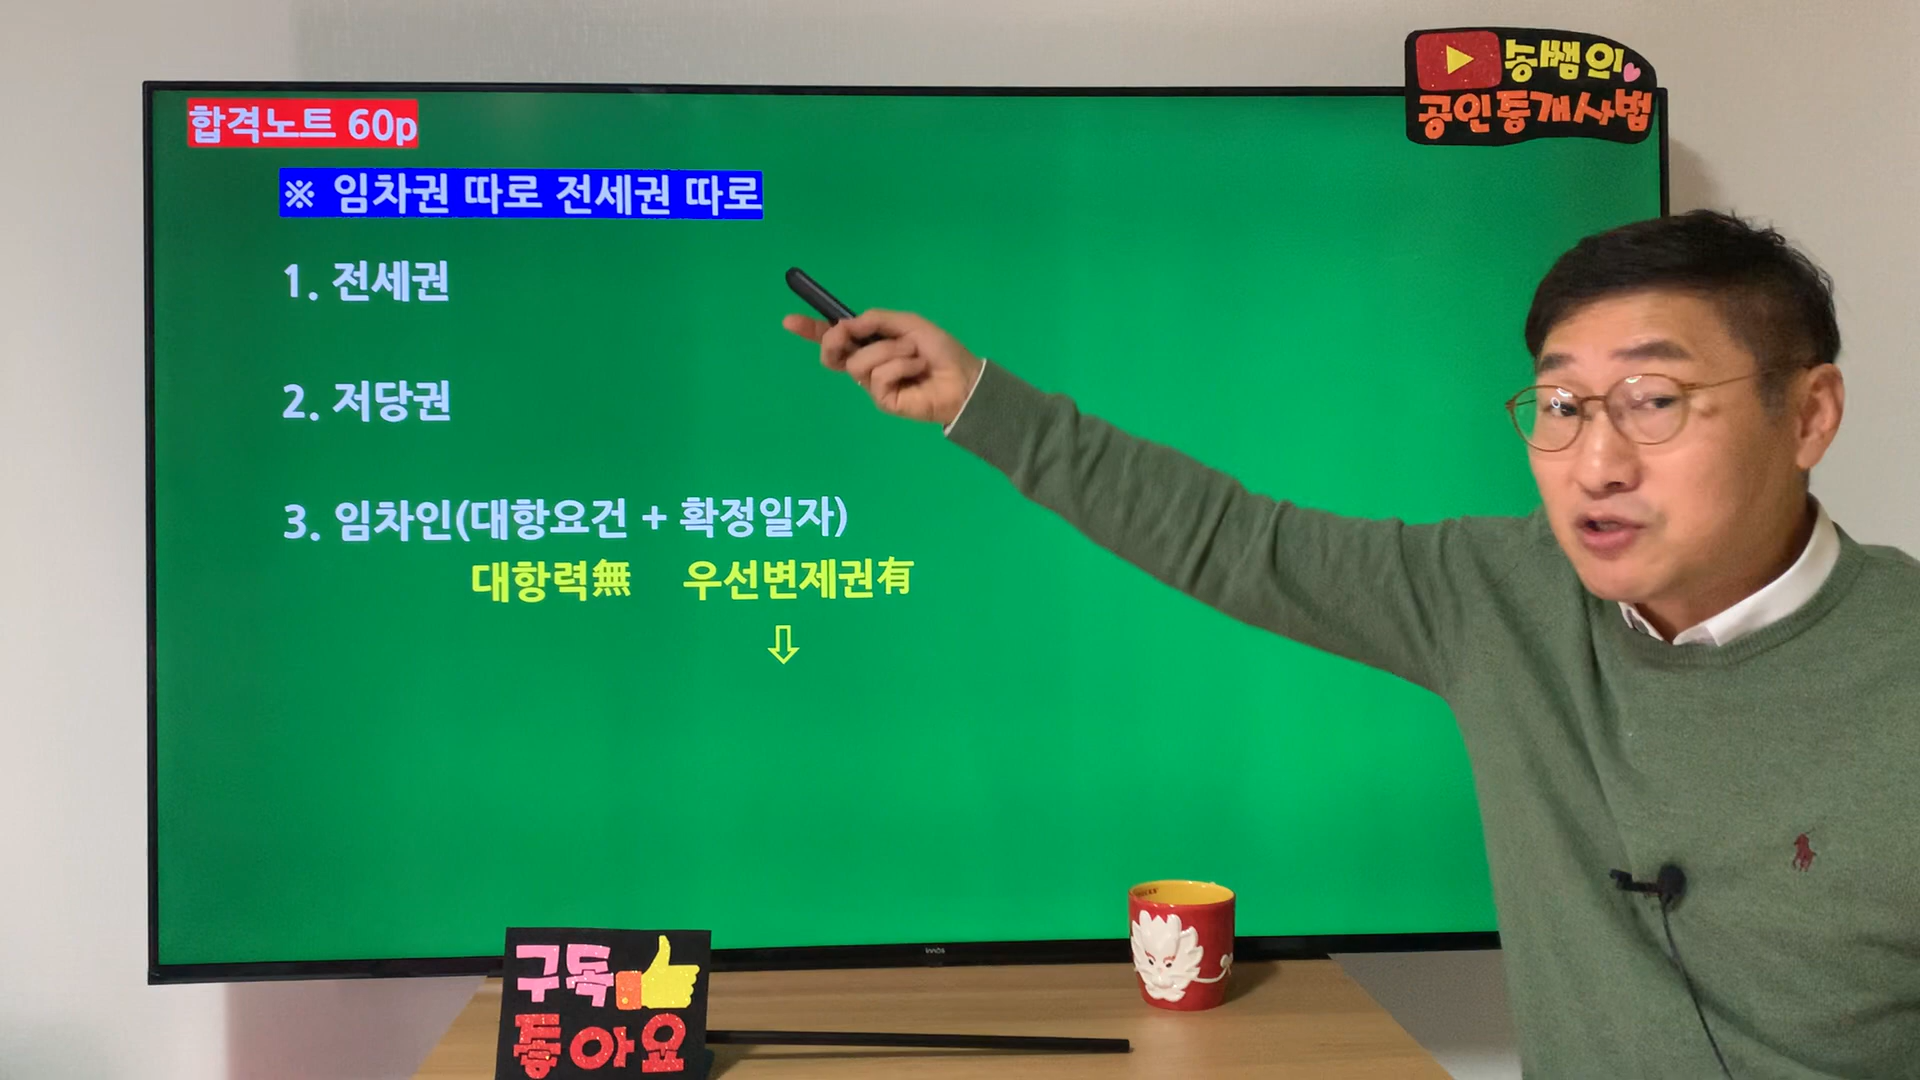 합격노트 60p
송쌤의
공인중개사법
※ 임차권 따로 전세권 따로
1. 전세권
2. 저당권
3. 임차인(대항요건 + 확정일자)
대항력無 우선변제권有
⇩
innos
구독
좋아요